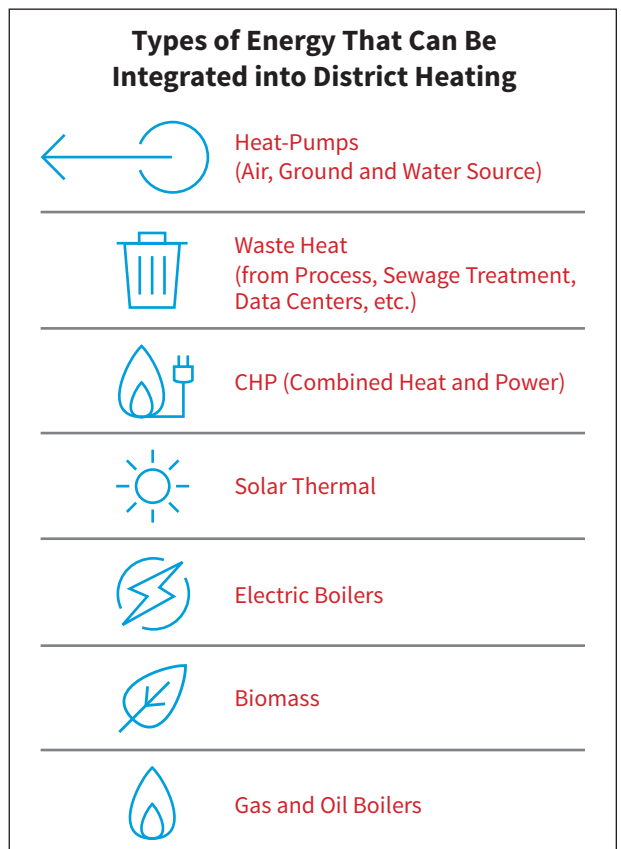 Types of Energy That Can Be
Integrated into District Heating
Heat-Pumps
(Air, Ground and Water Source)
Waste Heat
(from Process, Sewage Treatment,
Data Centers, etc.)
CHP (Combined Heat and Power)
Solar Thermal
Electric Boilers
Biomass
Gas and Oil Boilers